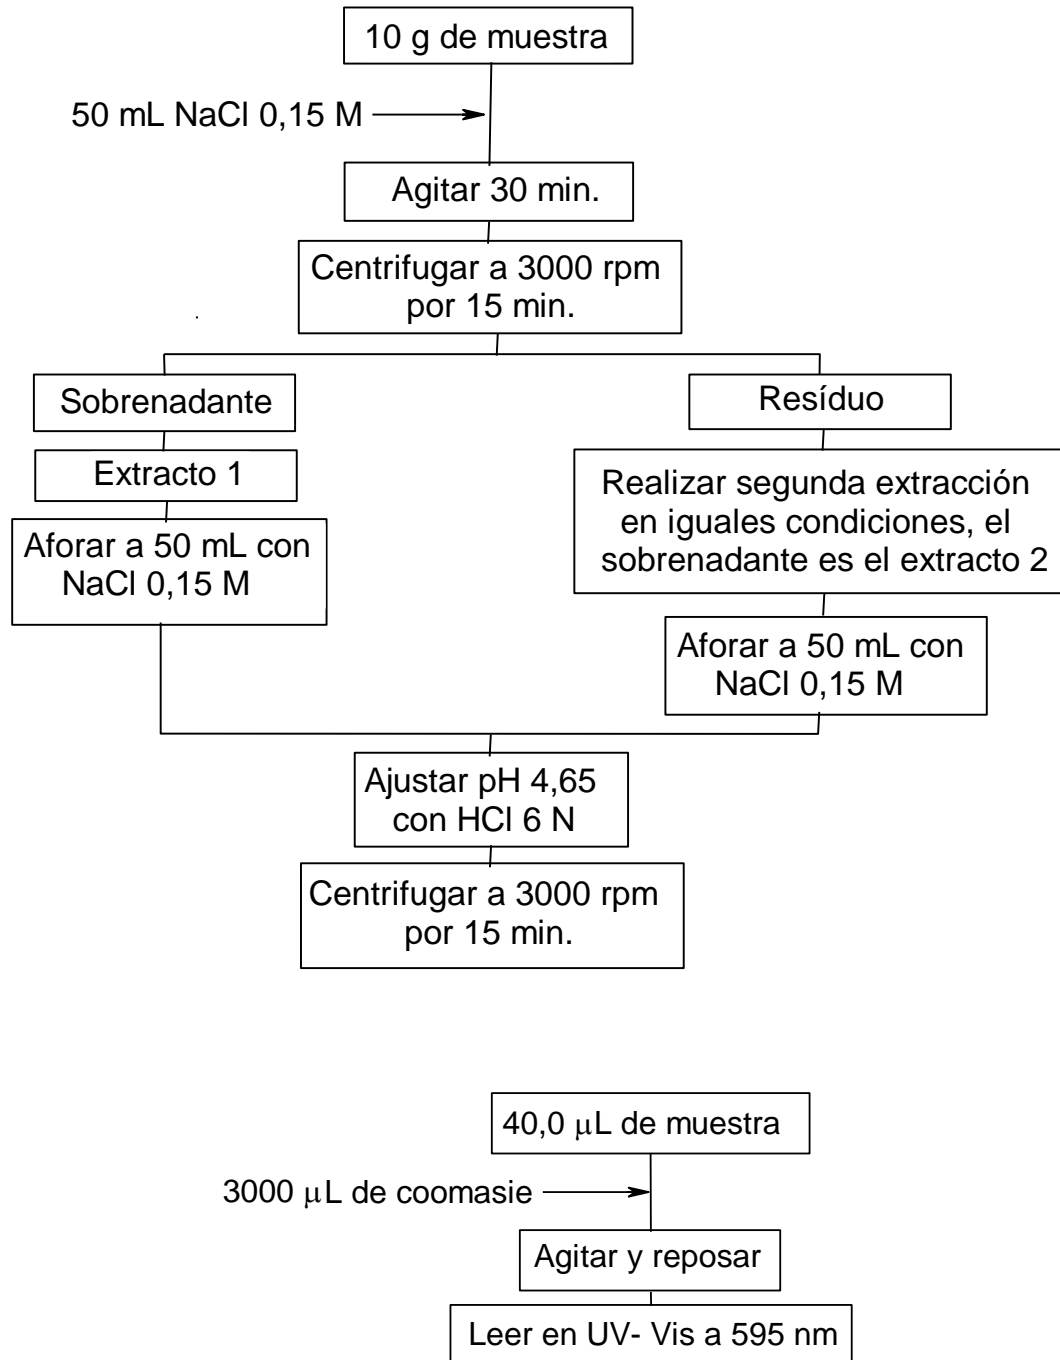 10 g de muestra
50 mL NaCl 0,15 M
Agitar 30 min.
Centrifugar a 3000 rpm
por 15 min.
Sobrenadante
Extracto 1
Aforar a 50 mL con
NaCl 0,15 M
Resíduo
Realizar segunda extracción
en iguales condiciones, el
sobrenadante es el extracto 2
Aforar a 50 mL con
NaCl 0,15 M
Ajustar pH 4,65
con HCl 6 N
Centrifugar a 3000 rpm
por 15 min.
40,0 μL de muestra
3000 μL de coomasie
Agitar y reposar
Leer en UV- Vis a 595 nm